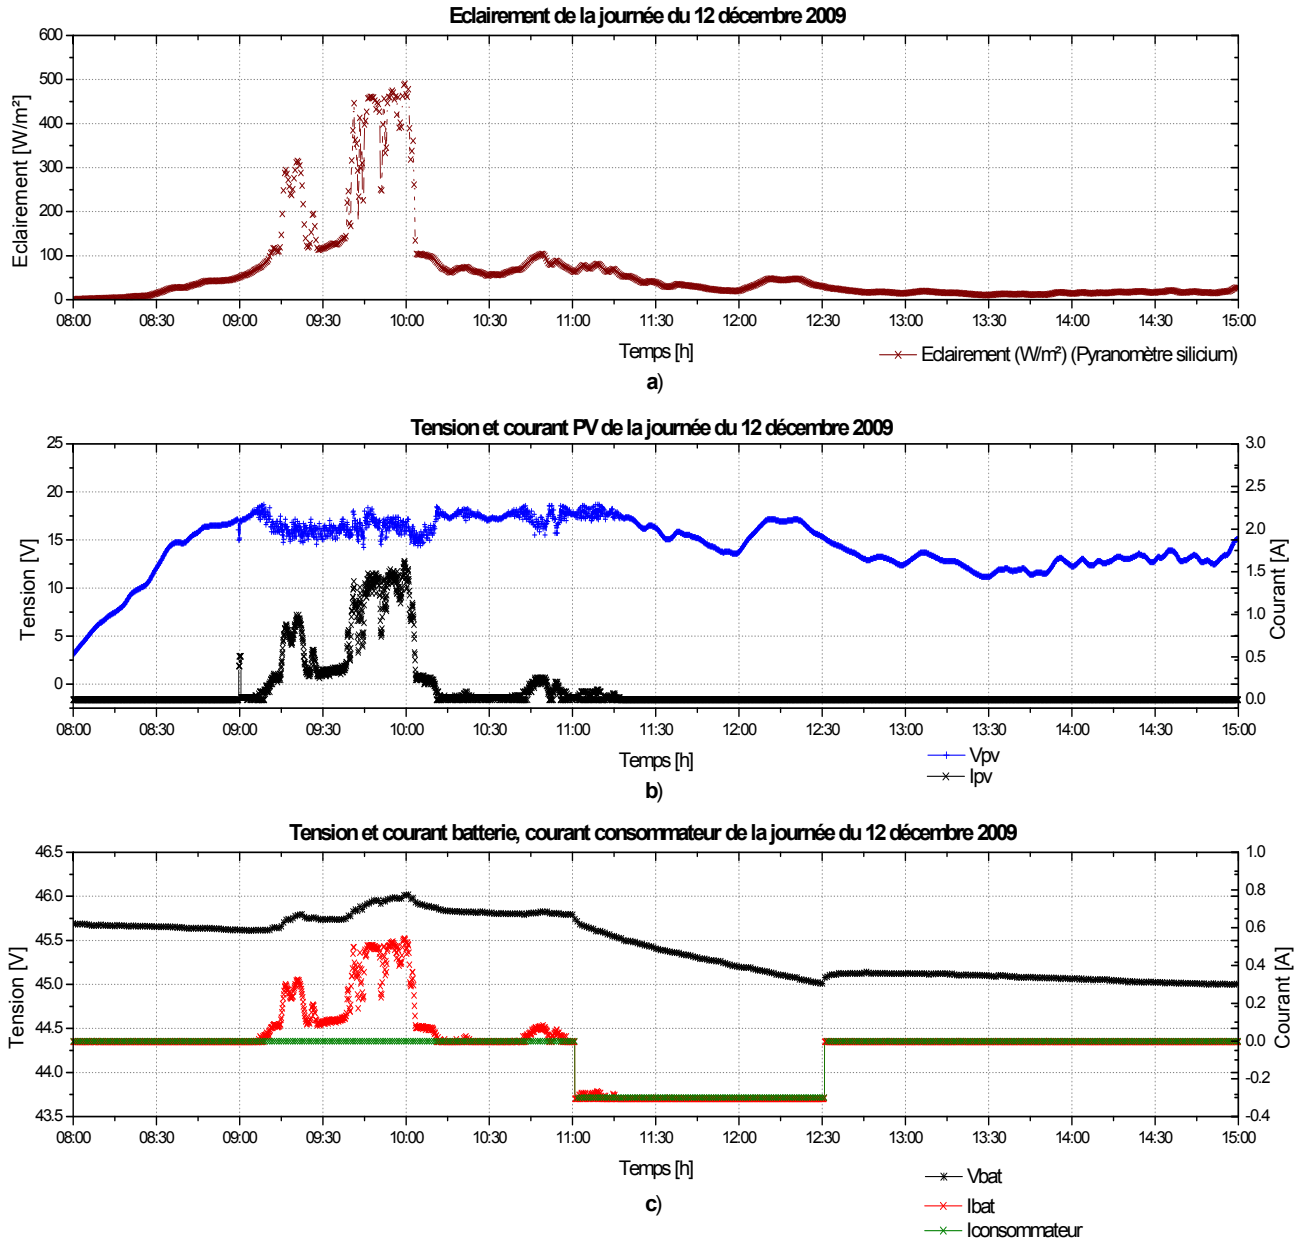 Eclairement de la journée du 12 décembre 2009
600
500
400
300
200
100
0
Eclairement [W/m²]
08:00 08:30 09:00 09:30 10:00 10:30 11:00 11:30 12:00 12:30 13:00 13:30 14:00 14:30 15:00
Temps [h]
Eclairement (W/m²) (Pyranomètre silicium)
a)
Tension et courant PV de la journée du 12 décembre 2009
25
20
15
10
5
0
Tension [V]
3.0
2.5
2.0
1.5
1.0
0.5
0.0
Courant [A]
08:00 08:30 09:00 09:30 10:00 10:30 11:00 11:30 12:00 12:30 13:00 13:30 14:00 14:30 15:00
Temps [h]
Vpv
Ipv
b)
Tension et courant batterie, courant consommateur de la journée du 12 décembre 2009
46.5
46.0
45.5
45.0
44.5
44.0
43.5
Tension [V]
1.0
0.8
0.6
0.4
0.2
0.0
-0.2
-0.4
Courant [A]
08:00 08:30 09:00 09:30 10:00 10:30 11:00 11:30 12:00 12:30 13:00 13:30 14:00 14:30 15:00
Temps [h]
Vbat
Ibat
Iconsommateur
c)